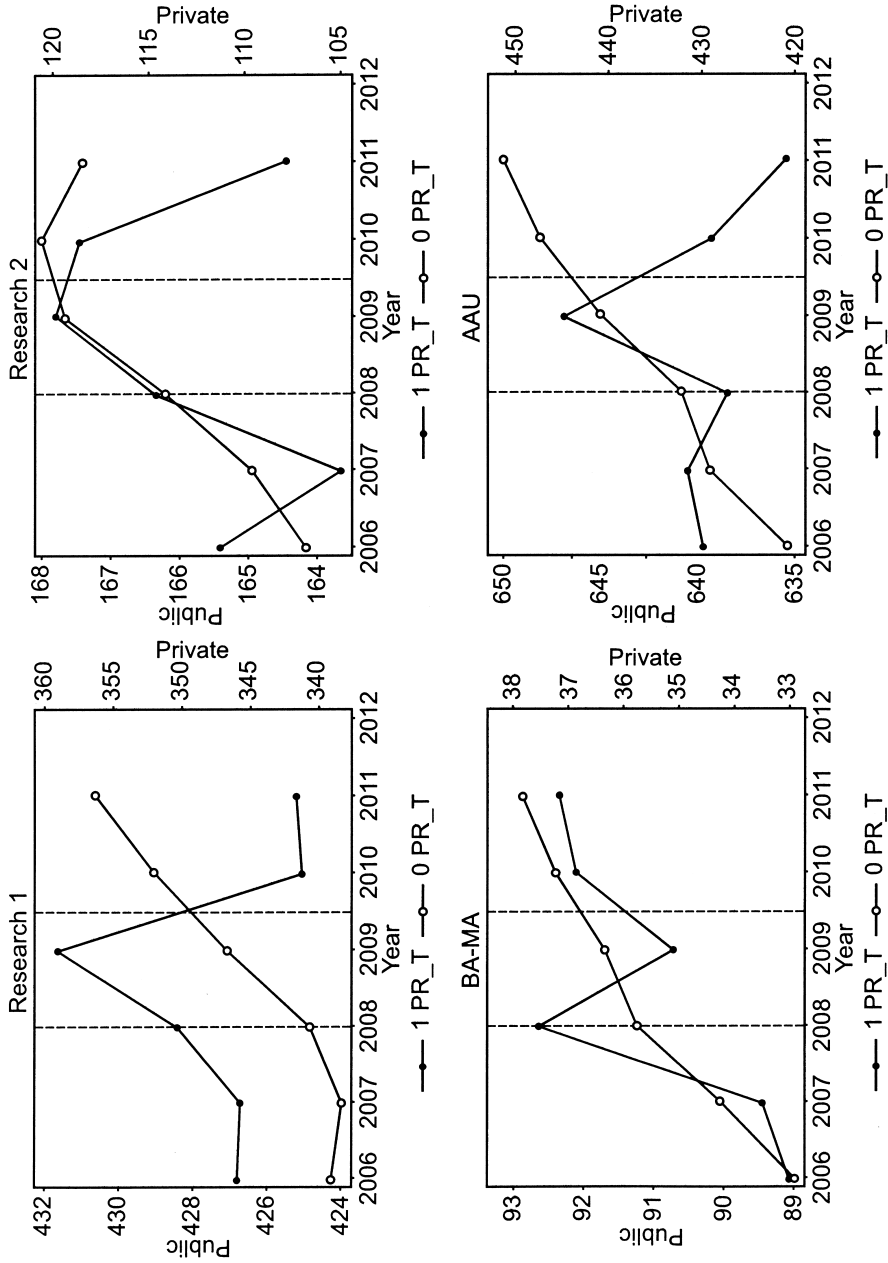 Research 1
Public
432
430
428
426
424
2006 2007 2008 2009 2010 2011 2012
Year
360
355
350
345
340
Private
1 PR_T 0 PR_T
Research 2
Public
168
167
166
165
164
2006 2007 2008 2009 2010 2011 2012
Year
120
114
110
105
Private
1 PR_T 0 PR_T
BA-MA
Public
93
92
91
90
89
2006 2007 2008 2009 2010 2011 2012
Year
38
37
36
35
34
33
Private
1 PR_T 0 PR_T
AAU
Public
650
645
640
635
2006 2007 2008 2009 2010 2011 2012
Year
450
440
430
420
Private
1 PR_T 0 PR_T